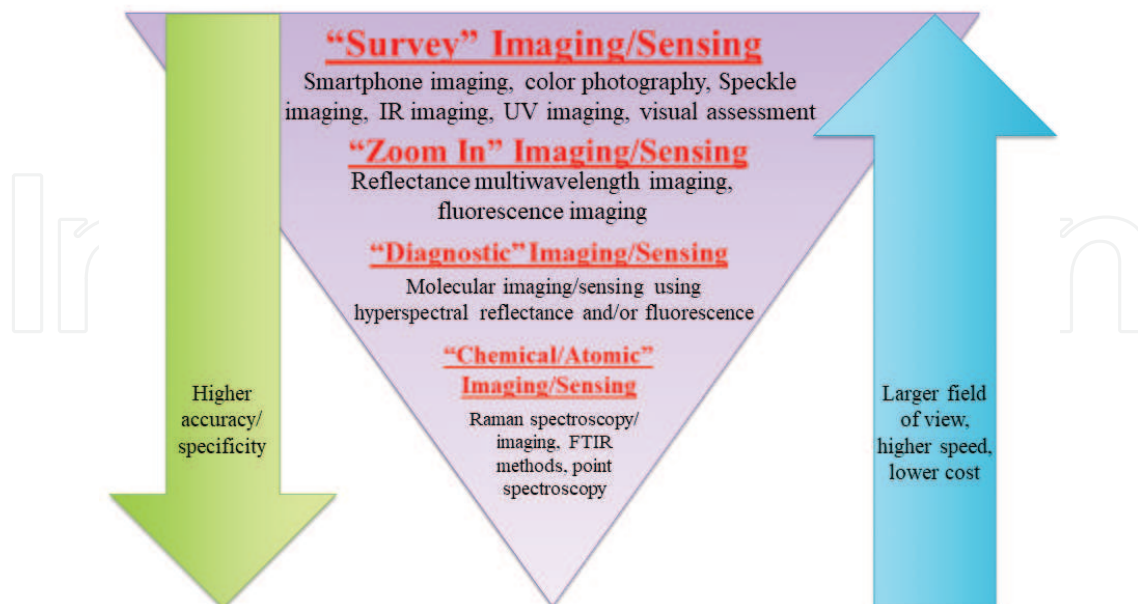 “Survey” Imaging/Sensing
Smartphone imaging, color photography, Speckle
imaging, IR imaging, UV imaging, visual assessment
“Zoom In” Imaging/Sensing
Reflectance multiwavelength imaging,
fluorescence imaging
“Diagnostic” Imaging/Sensing
Molecular imaging/sensing using
hyperspectral reflectance and/or fluorescence
“Chemical/Atomic”
Imaging/Sensing
Raman spectroscopy/
imaging, FTIR
methods, point
spectroscopy
Higher
accuracy/
specificity
Larger field
of view,
higher speed,
lower cost